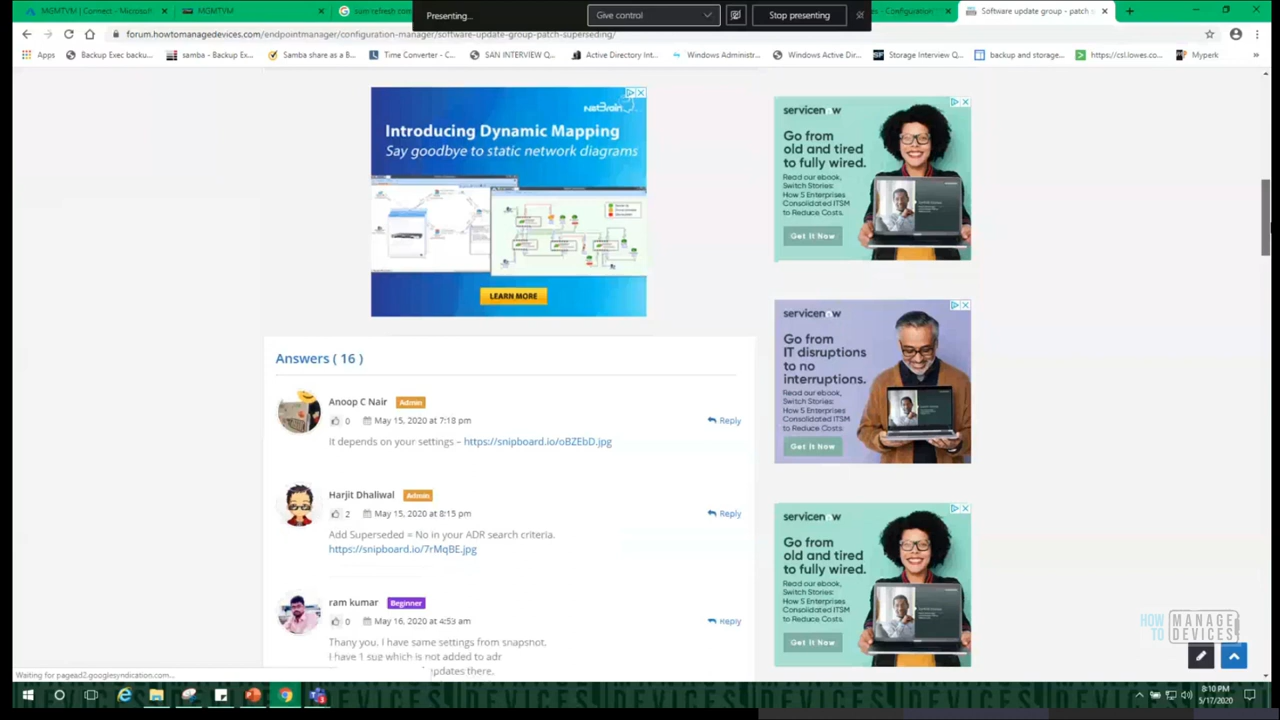 MGMTVM | Connect - Microsoft
MGMTVM
Presenting...
Give control
Stop presenting
- Configuration
Software update group - patch s
forum.howtomanagedevices.com/endpointmanager/configuration-manager/software-update-group-patch-superseding/
Apps
Backup Exec backu...
samba - Backup Ex...
Samba share as a B...
Time Converter - C...
SAN INTERVIEW Q...
Active Directory Int...
Windows Administr...
Windows Active Dir...
Storage Interview Q...
backup and storage...
https://csl.lowes.co...
Myperk
»
NetBrain
Introducing Dynamic Mapping
Say goodbye to static network diagrams
LEARN MORE
servicenow
Go from
old and tired
to fully wired.
Read our ebook,
Switch Stories:
How 5 Enterprises
Consolidated ITSM
to Reduce Costs.
Get It Now
servicenow
Go from
IT disruptions
to no
interruptions.
Read our ebook,
Switch Stories:
How 5 Enterprises
Consolidated ITSM
to Reduce Costs.
Get It Now
servicenow
Go from
old and tired
to fully wired.
Read our ebook,
Switch Stories:
How 5 Enterprises
Consolidated ITSM
to Reduce Costs.
Get It Now
Answers ( 16 )
Anoop C Nair Admin
0 May 15, 2020 at 7:18 pm Reply
It depends on your settings – https://snipboard.io/oBZEbD.jpg
Harjit Dhaliwal Admin
2 May 15, 2020 at 8:15 pm Reply
Add Superseded = No in your ADR search criteria.
https://snipboard.io/7rMqBE.jpg
ram kumar Beginner
0 May 16, 2020 at 4:53 am Reply
Thany you, I have same settings from snapshot.
I have 1 sug which is not added to adr
updates there.
Waiting for pagead2.googlesyndication.com...
HOW TO MANAGE DEVICES
8:10 PM
5/17/2020